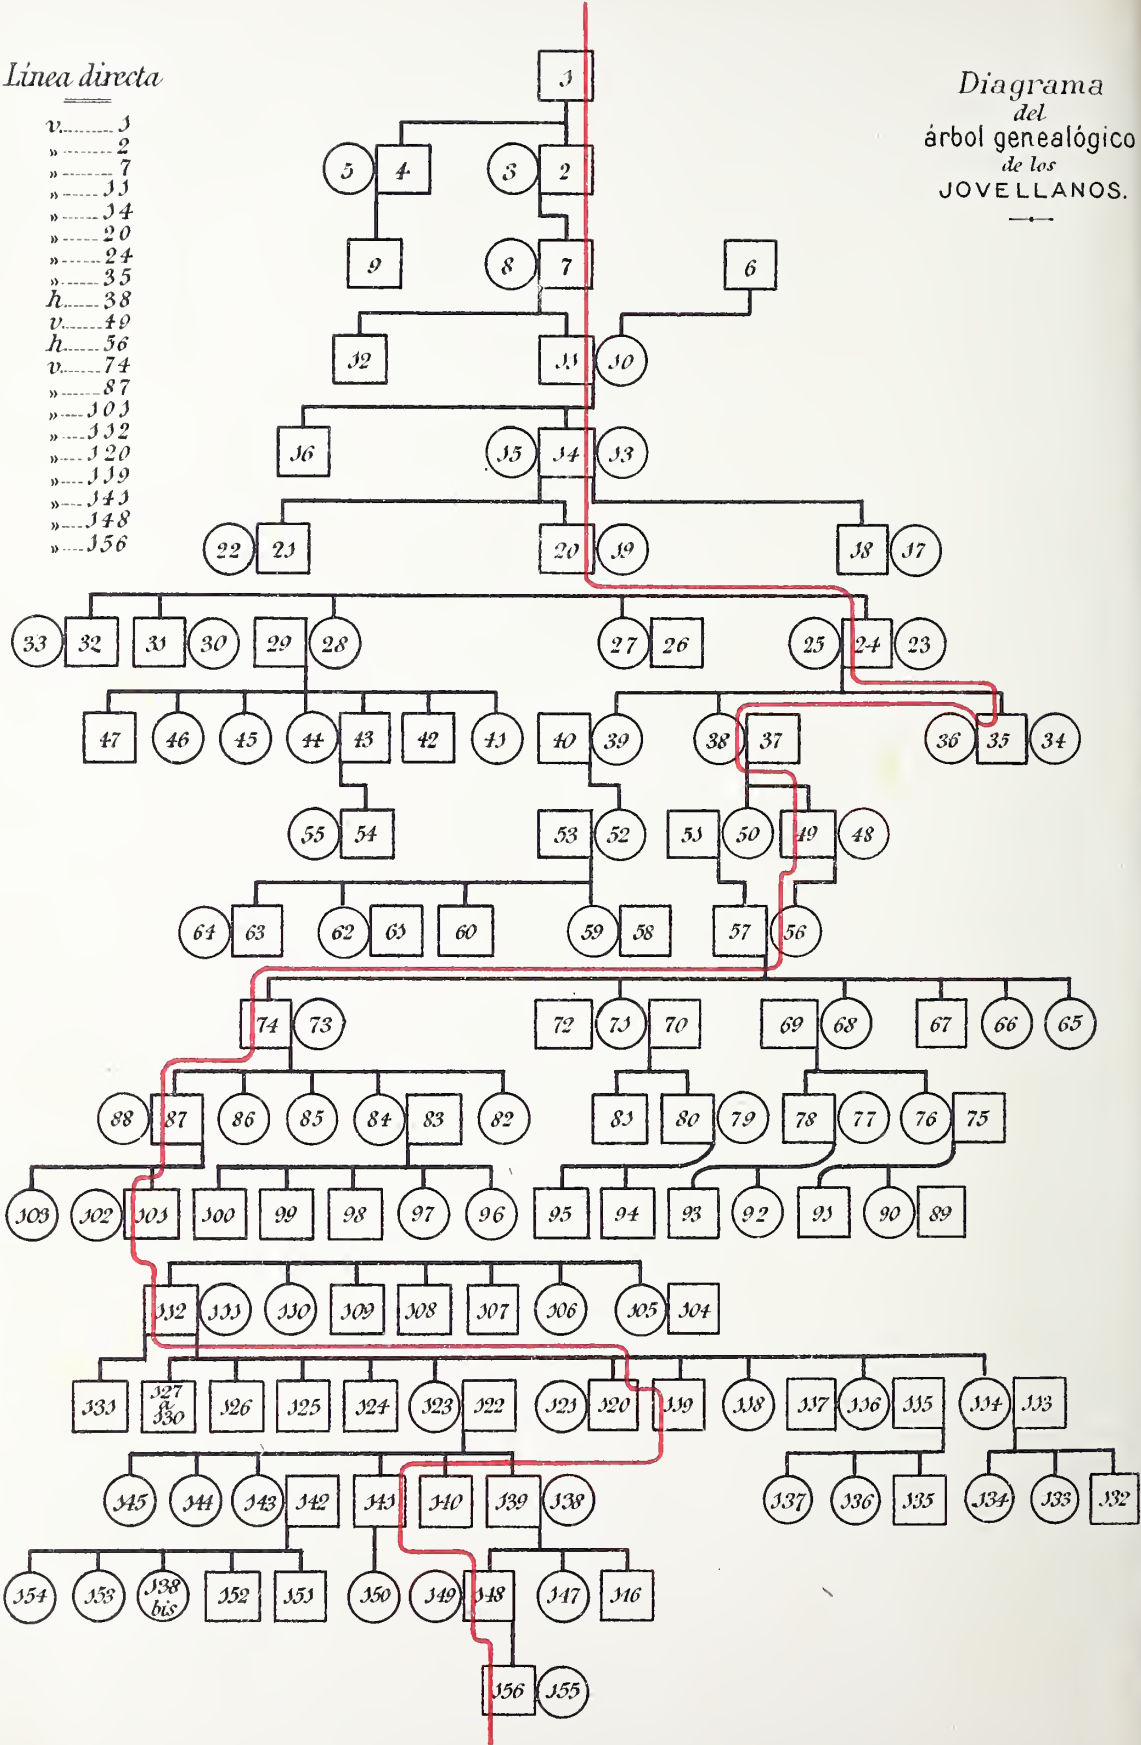 Línea directa
v........1
»........2
»........7
»......11
»......14
»......20
»......24
»......35
h......38
v......49
h......56
v......74
»......87
»....101
»....112
»....120
»....119
»....141
»....148
»....156
Diagrama
del
árbol genealógico
de los
JOVELLANOS.
1
5 4 3 2
9 8 7 6
12 11 10
16 15 14 13
22 21 20 19 18 17
33 32 31 30 29 28 27 26 25 24 23
47 46 45 44 43 42 41 40 39 38 37 36 35 34
55 54 53 52 51 50 49 48
64 63 62 61 60 59 58 57 56
74 73 72 71 70 69 68 67 66 65
88 87 86 85 84 83 82 81 80 79 78 77 76 75
103 102 101 100 99 98 97 96 95 94 93 92 91 90 89
112 111 110 109 108 107 106 105 104
131 127 a 130 126 125 124 123 122 121 120 119 118 117 116 115 114 113
145 144 143 142 141 140 139 138 137 136 135 134 133 132
154 153 138 bis 152 151 150 149 148 147 146
156 155